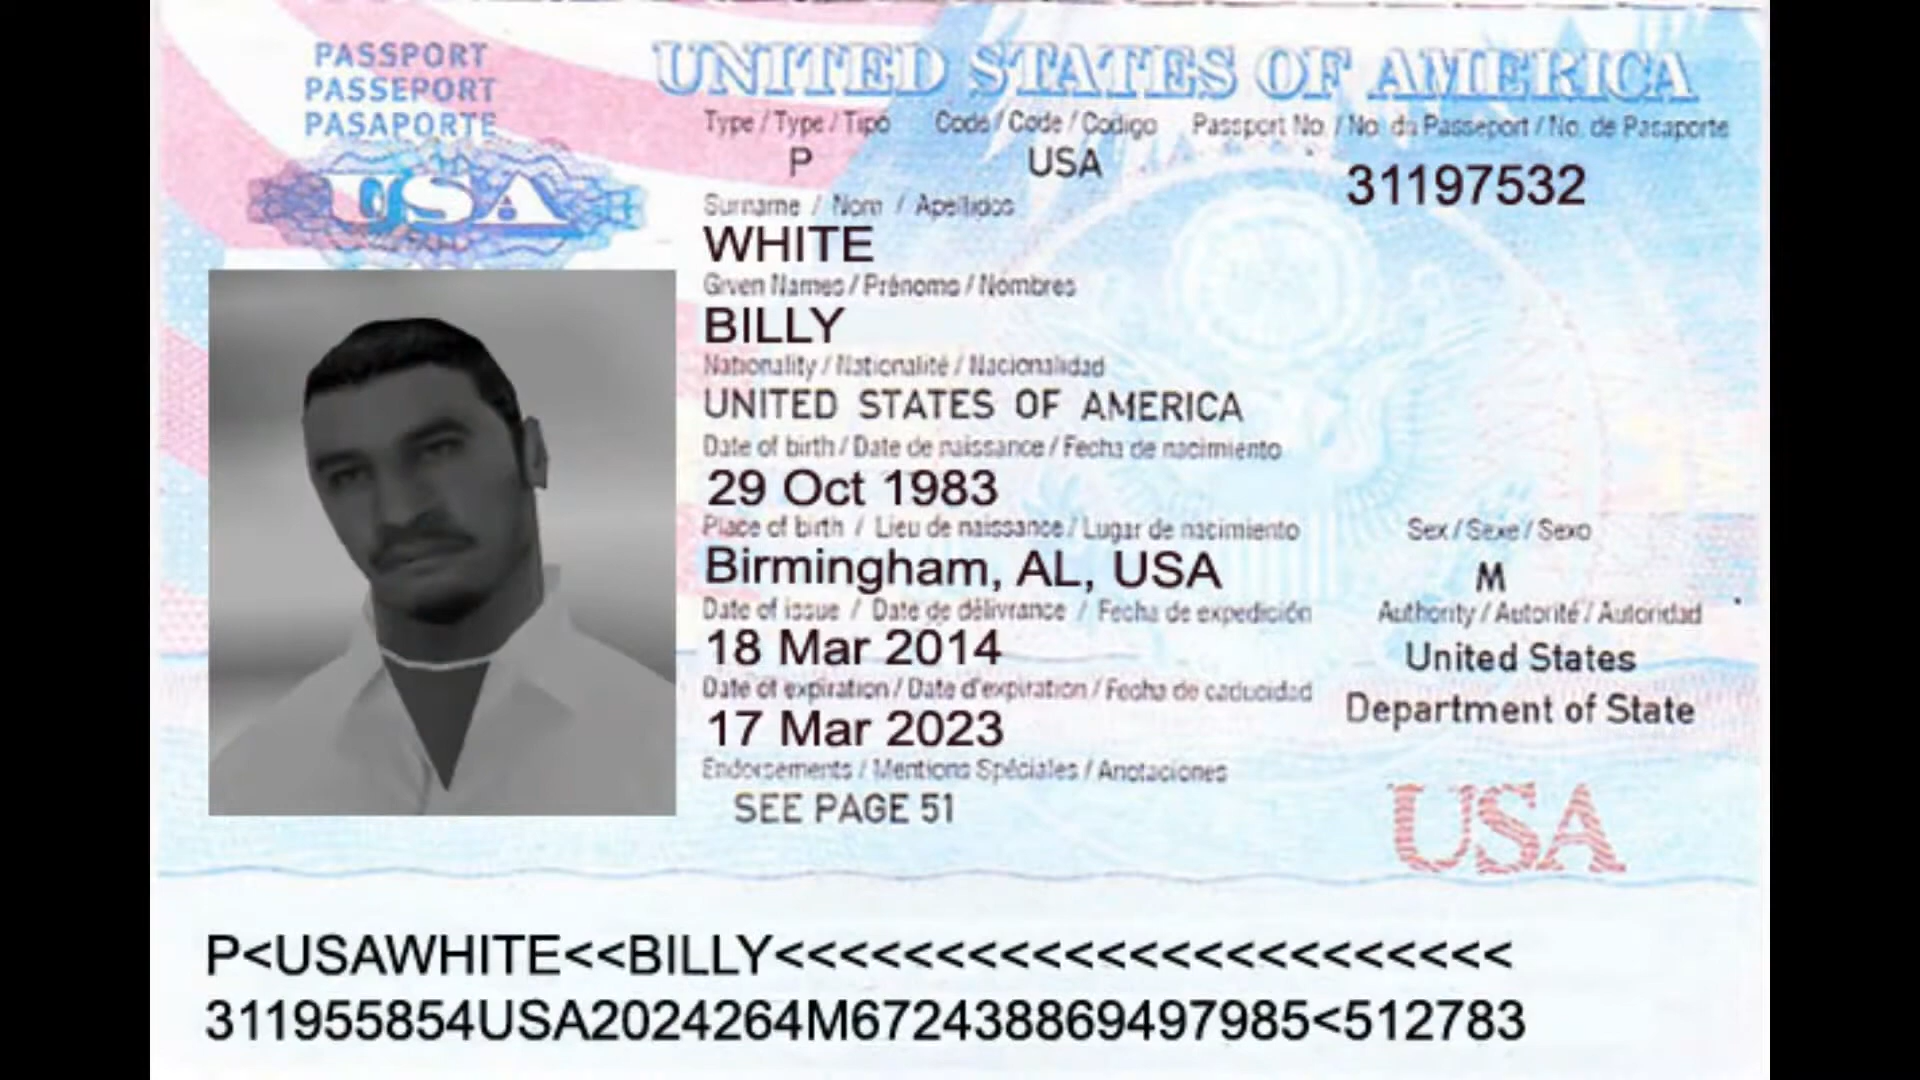 PASSPORT
PASSEPORT
PASAPORTE
USA
UNITED STATES OF AMERICA
Type / Type / Tipo
Code / Code / Codigo
Passport No. / No. du Passeport / No. de Pasaporte
P
USA
31197532
Surname / Nom / Apellidos
WHITE
Given Names / Prénoms / Nombres
BILLY
Nationality / Nationalité / Nacionalidad
UNITED STATES OF AMERICA
Date of birth / Date de naissance / Fecha de nacimiento
29 Oct 1983
Place of birth / Lieu de naissance / Lugar de nacimiento
Sex / Sexe / Sexo
Birmingham, AL, USA
M
Date of issue / Date de délivrance / Fecha de expedición
Authority / Autorité / Autoridad
18 Mar 2014
United States
Date of expiration / Date d'expiration / Fecha de caducidad
17 Mar 2023
Department of State
Endorsements / Mentions Spéciales / Anotaciones
SEE PAGE 51
USA
P<USAWHITE<<BILLY<<<<<<<<<<<<<<<<<<<<<<<<<
311955854USA2024264M672438869497985<512783